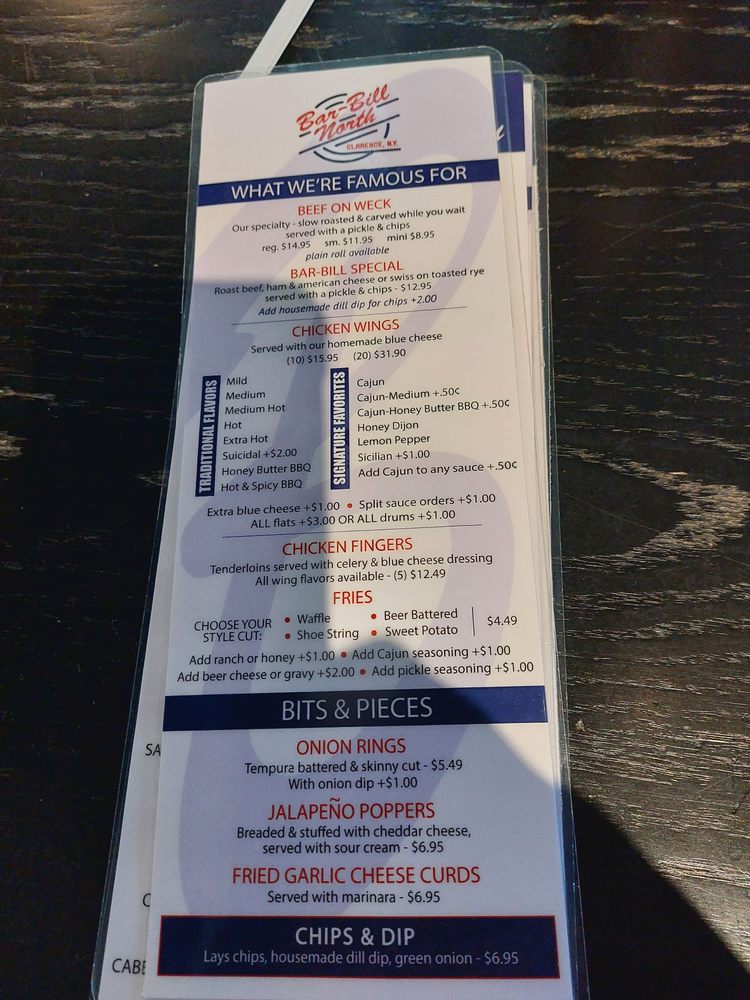 Bar-Bill
North
CLARENCE, N.Y.
WHAT WE'RE FAMOUS FOR
BEEF ON WECK
Our specialty - slow roasted & carved while you wait
served with a pickle & chips
reg. $14.95 sm. $11.95 mini $8.95
plain roll available
BAR-BILL SPECIAL
Roast beef, ham & american cheese or swiss on toasted rye
served with a pickle & chips - $12.95
Add housemade dill dip for chips +2.00
CHICKEN WINGS
Served with our homemade blue cheese
(10) $15.95 (20) $31.90
TRADITIONAL FLAVORS
Mild
Medium
Medium Hot
Hot
Extra Hot
Suicidal +$2.00
Honey Butter BBQ
Hot & Spicy BBQ
SIGNATURE FAVORITES
Cajun
Cajun-Medium +.50¢
Cajun-Honey Butter BBQ +.50¢
Honey Dijon
Lemon Pepper
Sicilian +$1.00
Add Cajun to any sauce +.50¢
Extra blue cheese +$1.00 • Split sauce orders +$1.00
ALL flats +$3.00 OR ALL drums +$1.00
CHICKEN FINGERS
Tenderloins served with celery & blue cheese dressing
All wing flavors available - (5) $12.49
FRIES
CHOOSE YOUR
STYLE CUT:
• Waffle • Beer Battered
• Shoe String • Sweet Potato
$4.49
Add ranch or honey +$1.00 • Add Cajun seasoning +$1.00
Add beer cheese or gravy +$2.00 • Add pickle seasoning +$1.00
BITS & PIECES
ONION RINGS
Tempura battered & skinny cut - $5.49
With onion dip +$1.00
JALAPEÑO POPPERS
Breaded & stuffed with cheddar cheese,
served with sour cream - $6.95
FRIED GARLIC CHEESE CURDS
Served with marinara - $6.95
CHIPS & DIP
Lays chips, housemade dill dip, green onion - $6.95